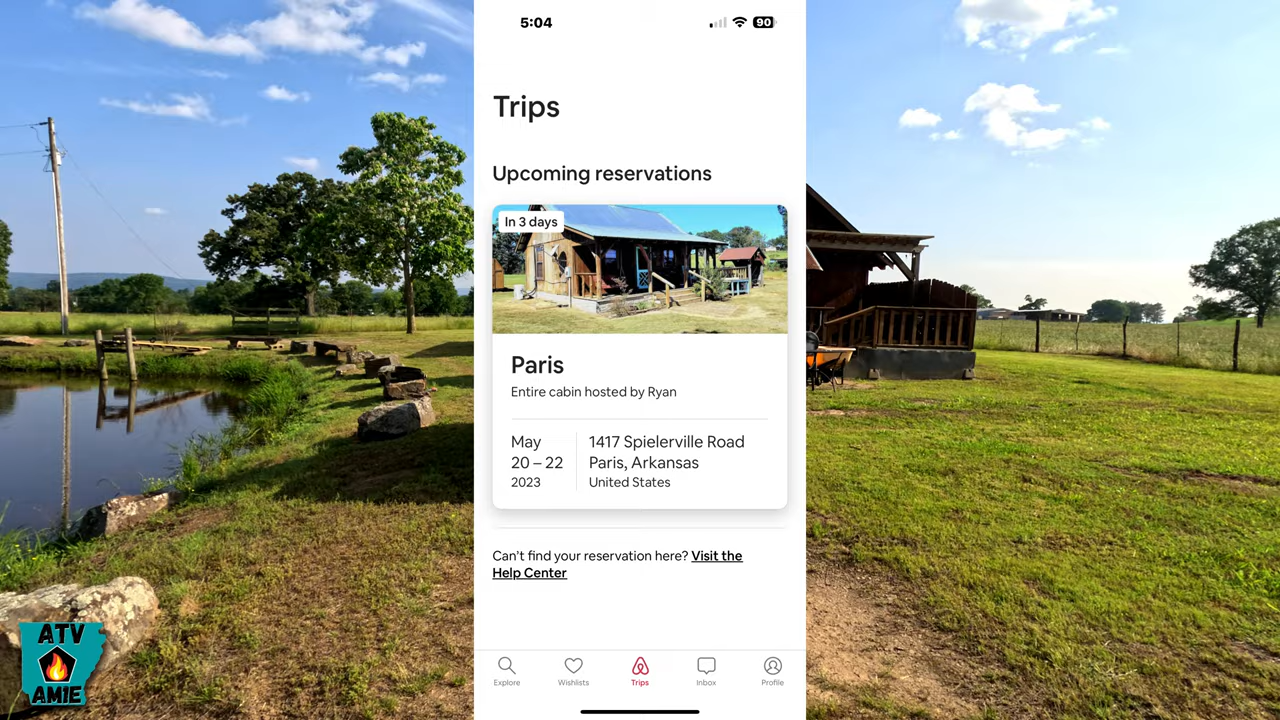 5:04
90
Trips
Upcoming reservations
In 3 days
Paris
Entire cabin hosted by Ryan
May
20 – 22
2023
1417 Spielerville Road
Paris, Arkansas
United States
Can't find your reservation here? Visit the
Help Center
Explore
Wishlists
Trips
Inbox
Profile
ATV
AMIE